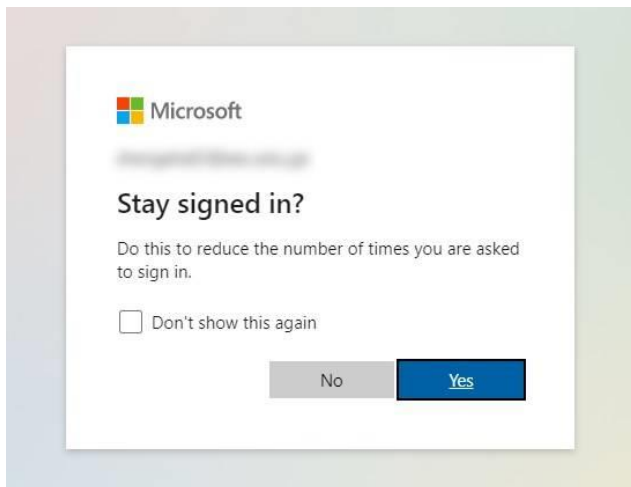 Microsoft
Stay signed in?
Do this to reduce the number of times you are asked
to sign in.
Don't show this again
No
Yes